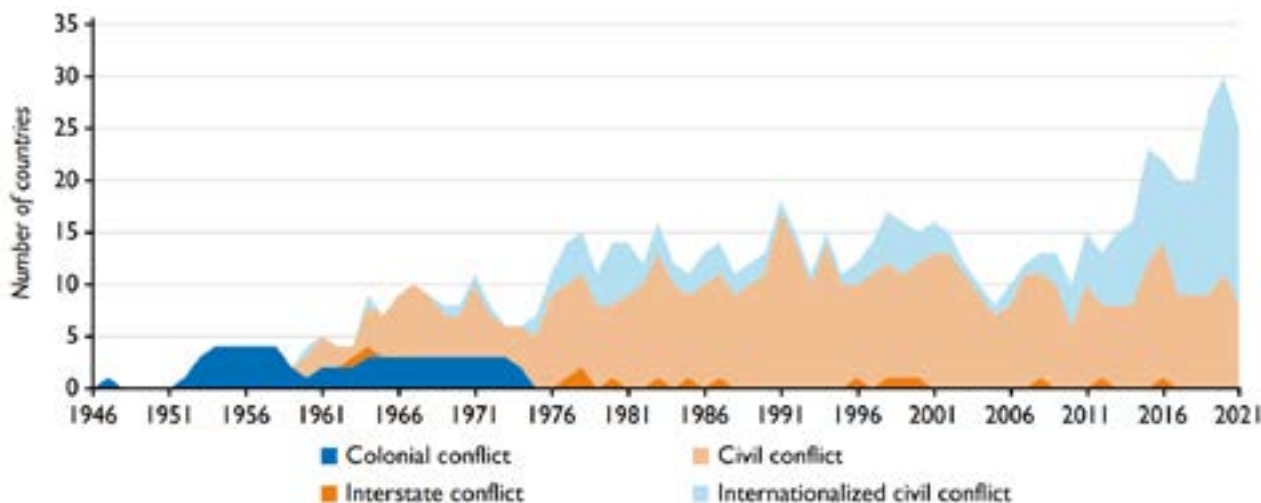 35
30
25
20
15
10
5
0
Number of countries
1946 1951 1956 1961 1966 1971 1976 1981 1986 1991 1996 2001 2006 2011 2016 2021
Colonial conflict Civil conflict
Interstate conflict Internationalized civil conflict